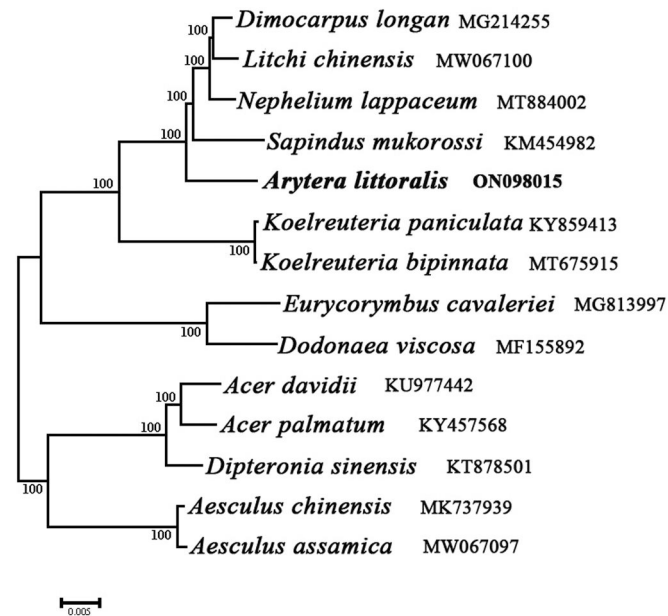 100 Dimocarpus longan MG214255
100 Litchi chinensis MW067100
100 Nephelium lappaceum MT884002
100 Sapindus mukorossi KM454982
100 Arytera littoralis ON098015
Koelreuteria paniculata KY859413
100 Koelreuteria bipinnata MT675915
Eurycorymbus cavaleriei MG813997
100 Dodonaea viscosa MF155892
100 Acer davidii KU977442
100 Acer palmatum KY457568
Dipteronia sinensis KT878501
100 Aesculus chinensis MK737939
100 Aesculus assamica MW067097
0.005